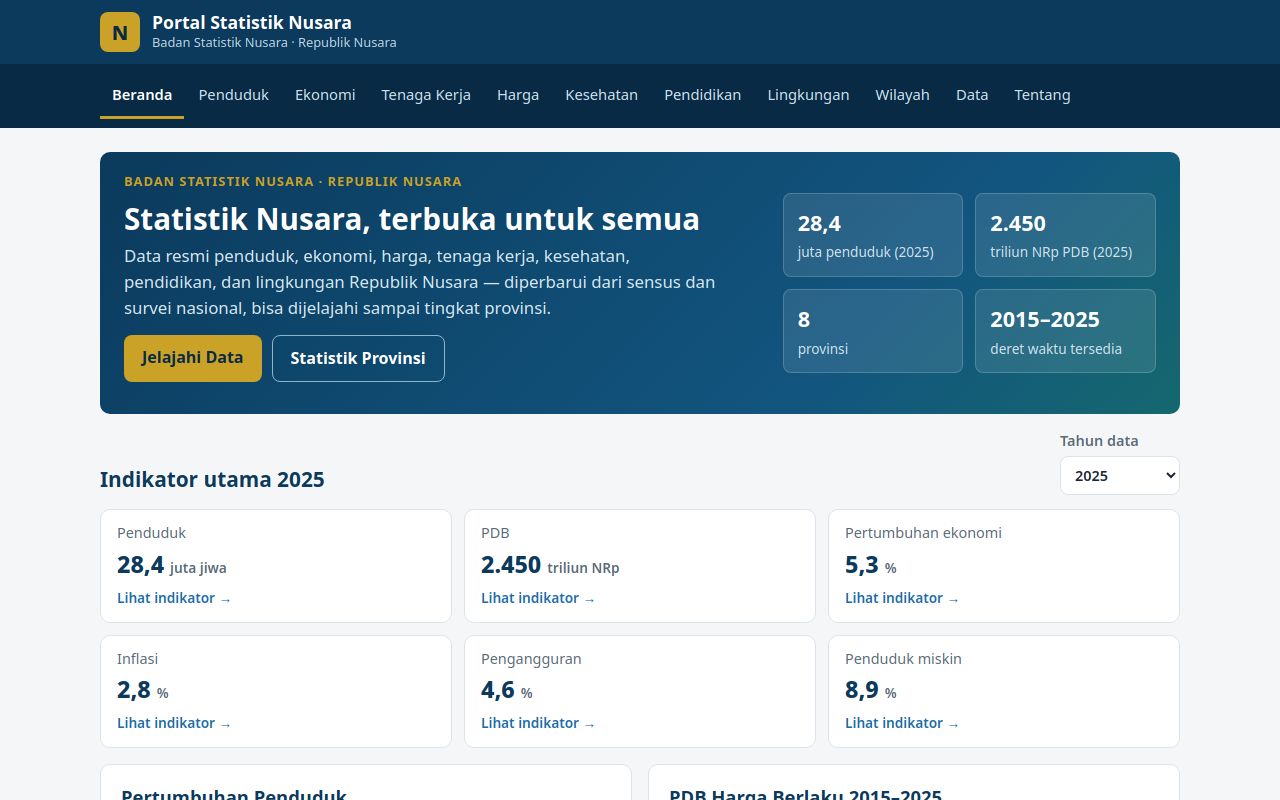 N
Portal Statistik Nusara
Badan Statistik Nusara · Republik Nusara
Beranda Penduduk Ekonomi Tenaga Kerja Harga Kesehatan Pendidikan Lingkungan Wilayah Data Tentang
BADAN STATISTIK NUSARA · REPUBLIK NUSARA
Statistik Nusara, terbuka untuk semua
Data resmi penduduk, ekonomi, harga, tenaga kerja, kesehatan,
pendidikan, dan lingkungan Republik Nusara — diperbarui dari sensus dan
survei nasional, bisa dijelajahi sampai tingkat provinsi.
Jelajahi Data Statistik Provinsi
28,4
juta penduduk (2025)
2.450
triliun NRp PDB (2025)
8
provinsi
2015–2025
deret waktu tersedia
Tahun data
2025
Indikator utama 2025
Penduduk
28,4 juta jiwa
Lihat indikator →
PDB
2.450 triliun NRp
Lihat indikator →
Pertumbuhan ekonomi
5,3 %
Lihat indikator →
Inflasi
2,8 %
Lihat indikator →
Pengangguran
4,6 %
Lihat indikator →
Penduduk miskin
8,9 %
Lihat indikator →
Pertumbuhan Penduduk
PDB Harga Berlaku 2015–2025